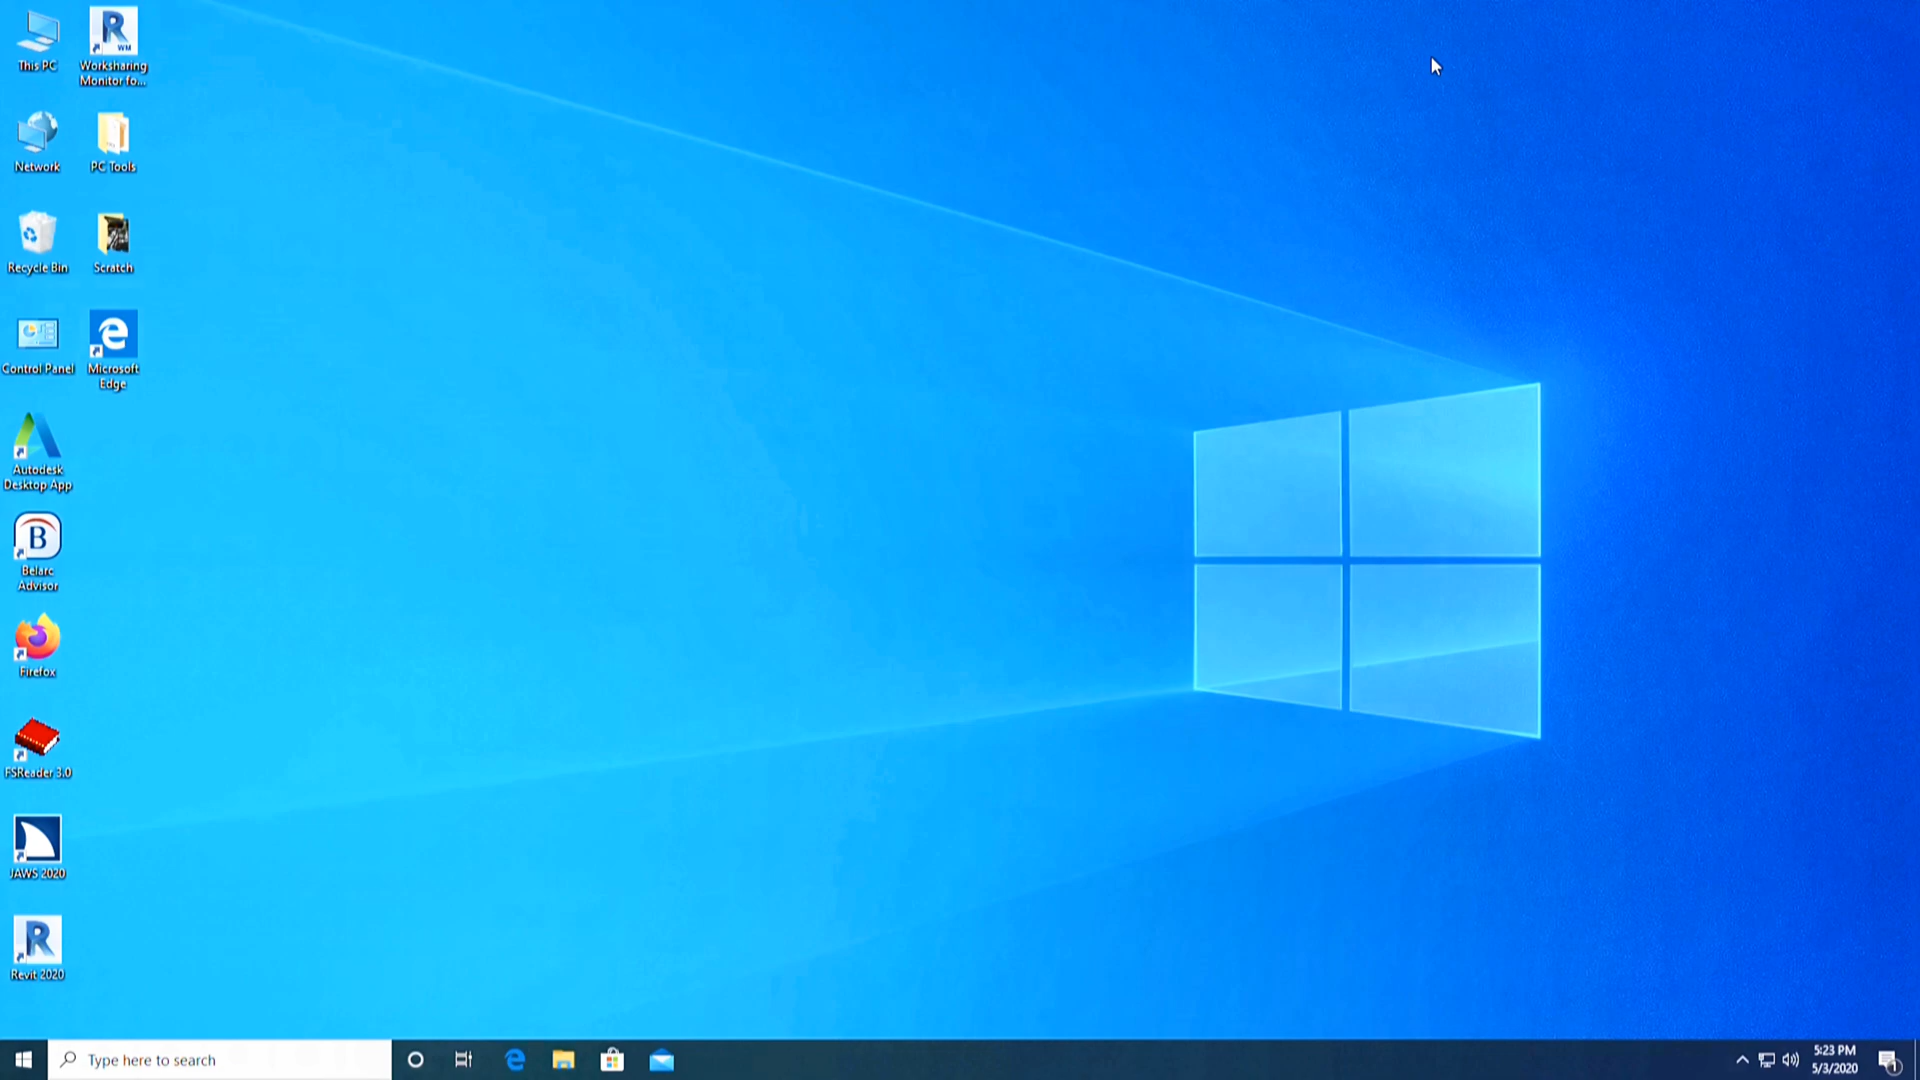 This PC
Worksharing
Monitor fo...
WM
Network
PC Tools
Recycle Bin
Scratch
Control Panel
Microsoft
Edge
Autodesk
Desktop App
B
Belarc
Advisor
Firefox
FSReader 3.0
JAWS 2020
R
Revit 2020
Type here to search
5:23 PM
5/3/2020
1